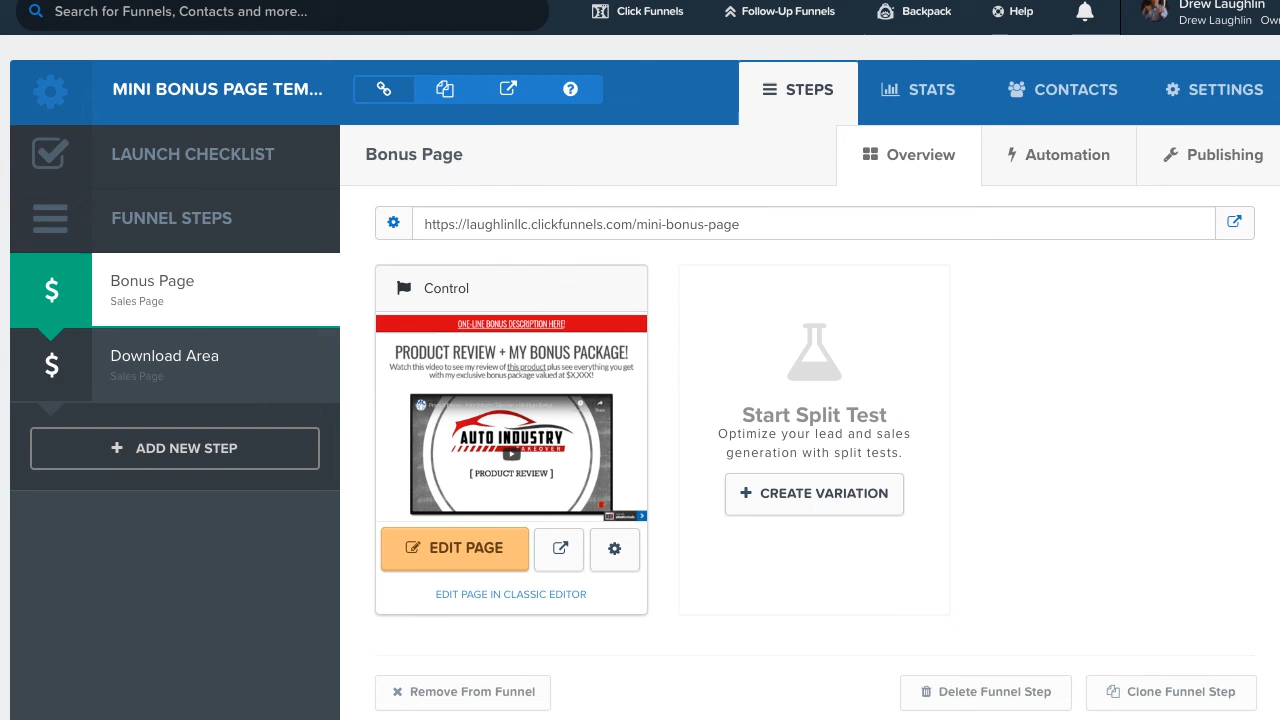 Search for Funnels, Contacts and more...
Click Funnels
Follow-Up Funnels
Backpack
Help
Drew Laughlin
Drew Laughlin
MINI BONUS PAGE TEM...
STEPS
STATS
CONTACTS
SETTINGS
LAUNCH CHECKLIST
Bonus Page
Overview
Automation
Publishing
FUNNEL STEPS
https://laughlinllc.clickfunnels.com/mini-bonus-page
Bonus Page
Sales Page
Download Area
Sales Page
+ ADD NEW STEP
Control
ONE-LINE BONUS DESCRIPTION HERE!
PRODUCT REVIEW + MY BONUS PACKAGE!
Watch this video to see my review of this product plus see everything you get
with my exclusive bonus package valued at $X,XXX!
Share
AUTO INDUSTRY
TAKEOVER
[ PRODUCT REVIEW ]
EDIT PAGE
EDIT PAGE IN CLASSIC EDITOR
Start Split Test
Optimize your lead and sales
generation with split tests.
+ CREATE VARIATION
Remove From Funnel
Delete Funnel Step
Clone Funnel Step